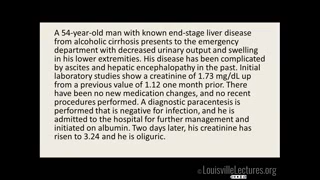 A 54-year-old man with known end-stage liver disease
from alcoholic cirrhosis presents to the emergency
department with decreased urinary output and swelling
in his lower extremities. His disease has been complicated
by ascites and hepatic encephalopathy in the past. Initial
laboratory studies show a creatinine of 1.73 mg/dL up
from a previous value of 1.12 one month prior. There
have been no new medication changes, and no recent
procedures performed. A diagnostic paracentesis is
performed that is negative for infection, and he is
admitted to the hospital for further management and
initiated on albumin. Two days later, his creatinine has
risen to 3.24 and he is oliguric.
LouisvilleLectures.org